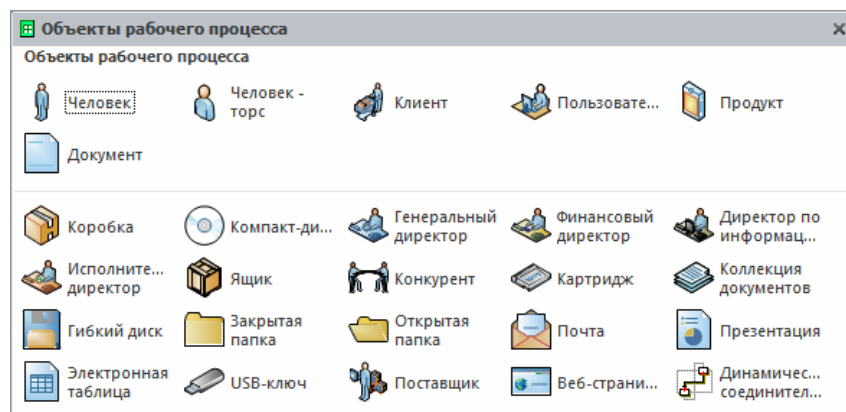 Объекты рабочего процесса
Объекты рабочего процесса
Человек
Человек -
торс
Клиент
Пользовате...
Продукт
Документ
Коробка
Компакт-ди...
Генеральный
директор
Финансовый
директор
Директор по
информац...
Исполните...
директор
Ящик
Конкурент
Картридж
Коллекция
документов
Гибкий диск
Закрытая
папка
Открытая
папка
Почта
Презентация
Электронная
таблица
USB-ключ
Поставщик
Веб-страни...
Динамичес...
соединител...